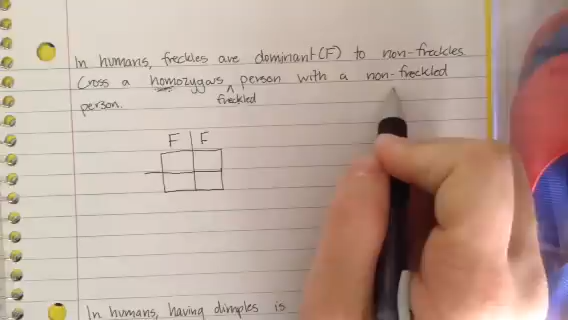 In humans, freckles are dominant (F) to non-freckles.
Cross a homozygous person with a non-freckled
freckled
person.
F F
In humans, having dimples is